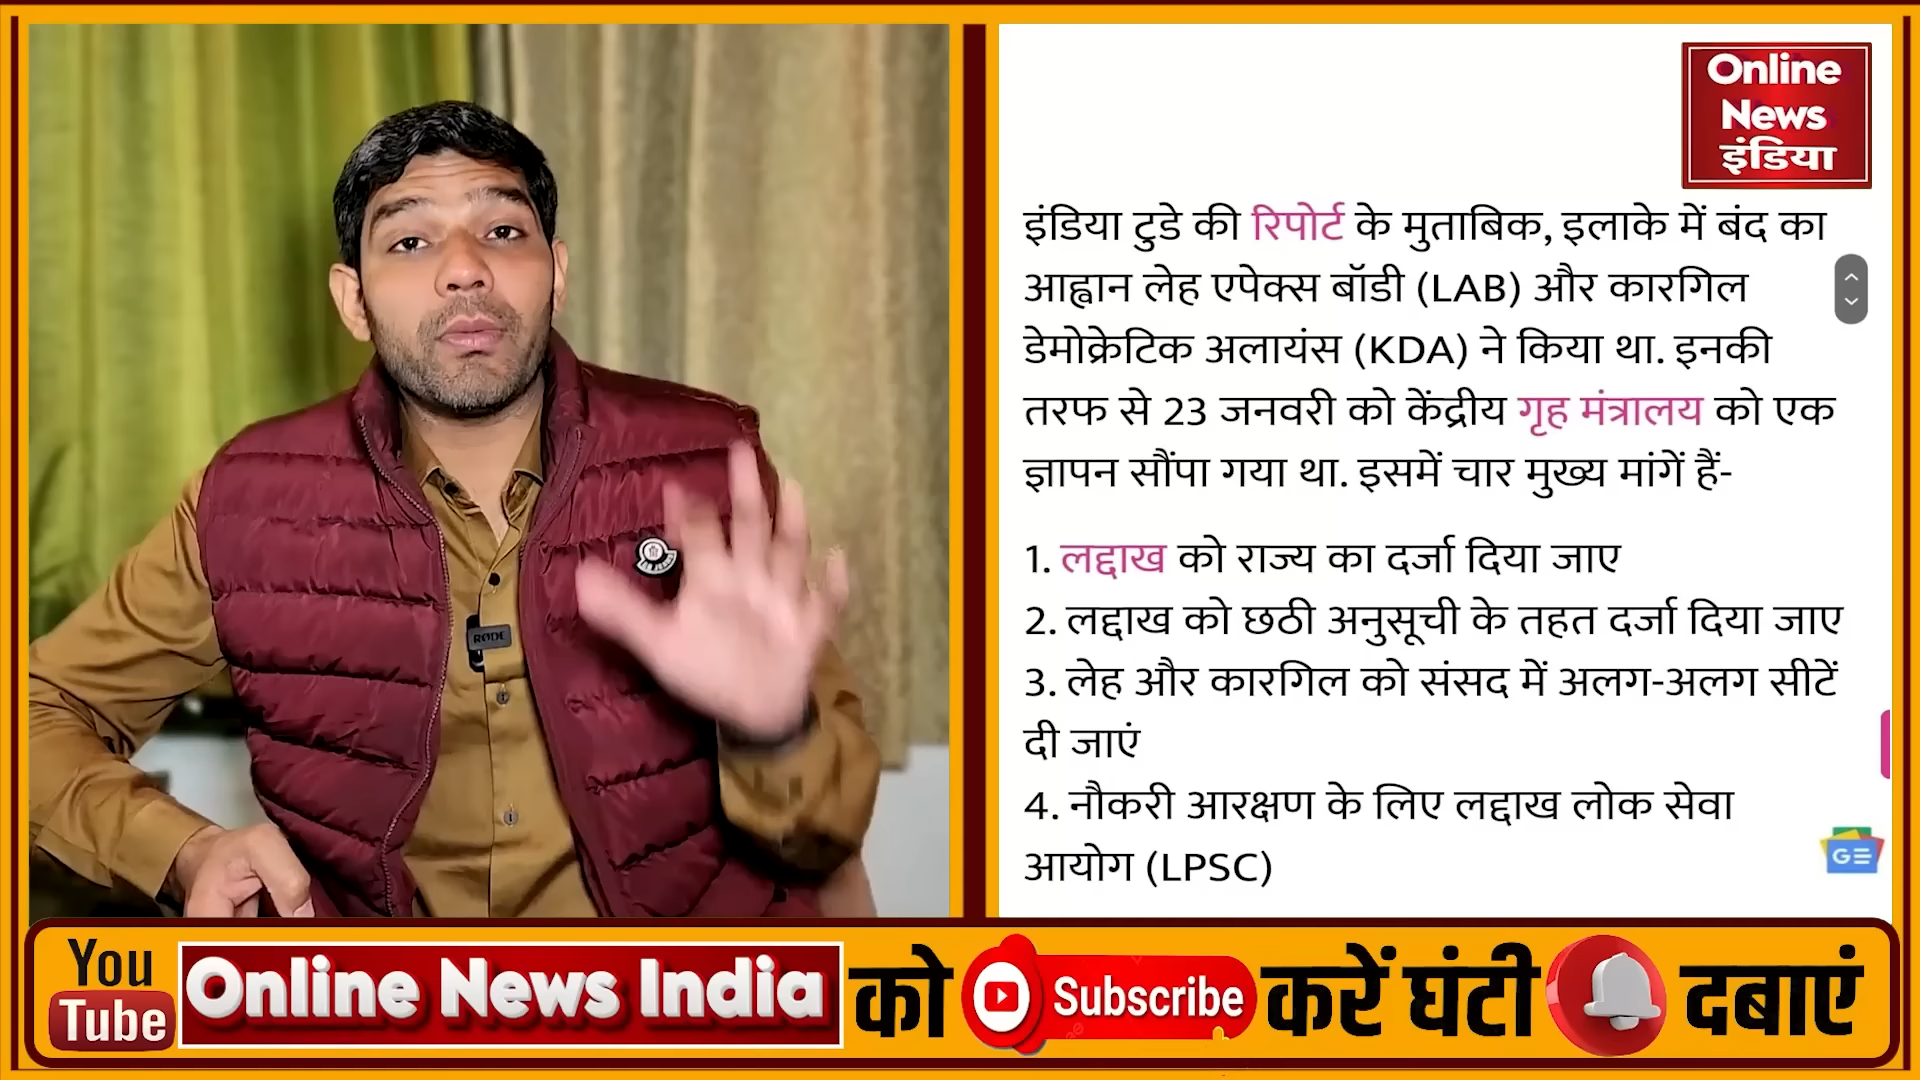 Online
News
इंडिया
इंडिया टुडे की रिपोर्ट के मुताबिक, इलाके में बंद का
आह्वान लेह एपेक्स बॉडी (LAB) और कारगिल
डेमोक्रेटिक अलायंस (KDA) ने किया था. इनकी
तरफ से 23 जनवरी को केंद्रीय गृह मंत्रालय को एक
ज्ञापन सौंपा गया था. इसमें चार मुख्य मांगें हैं-
1. लद्दाख को राज्य का दर्जा दिया जाए
2. लद्दाख को छठी अनुसूची के तहत दर्जा दिया जाए
3. लेह और कारगिल को संसद में अलग-अलग सीटें
दी जाएं
4. नौकरी आरक्षण के लिए लद्दाख लोक सेवा
आयोग (LPSC)
GE
RØDE
You Tube Online News India को Subscribe करें घंटी दबाएं